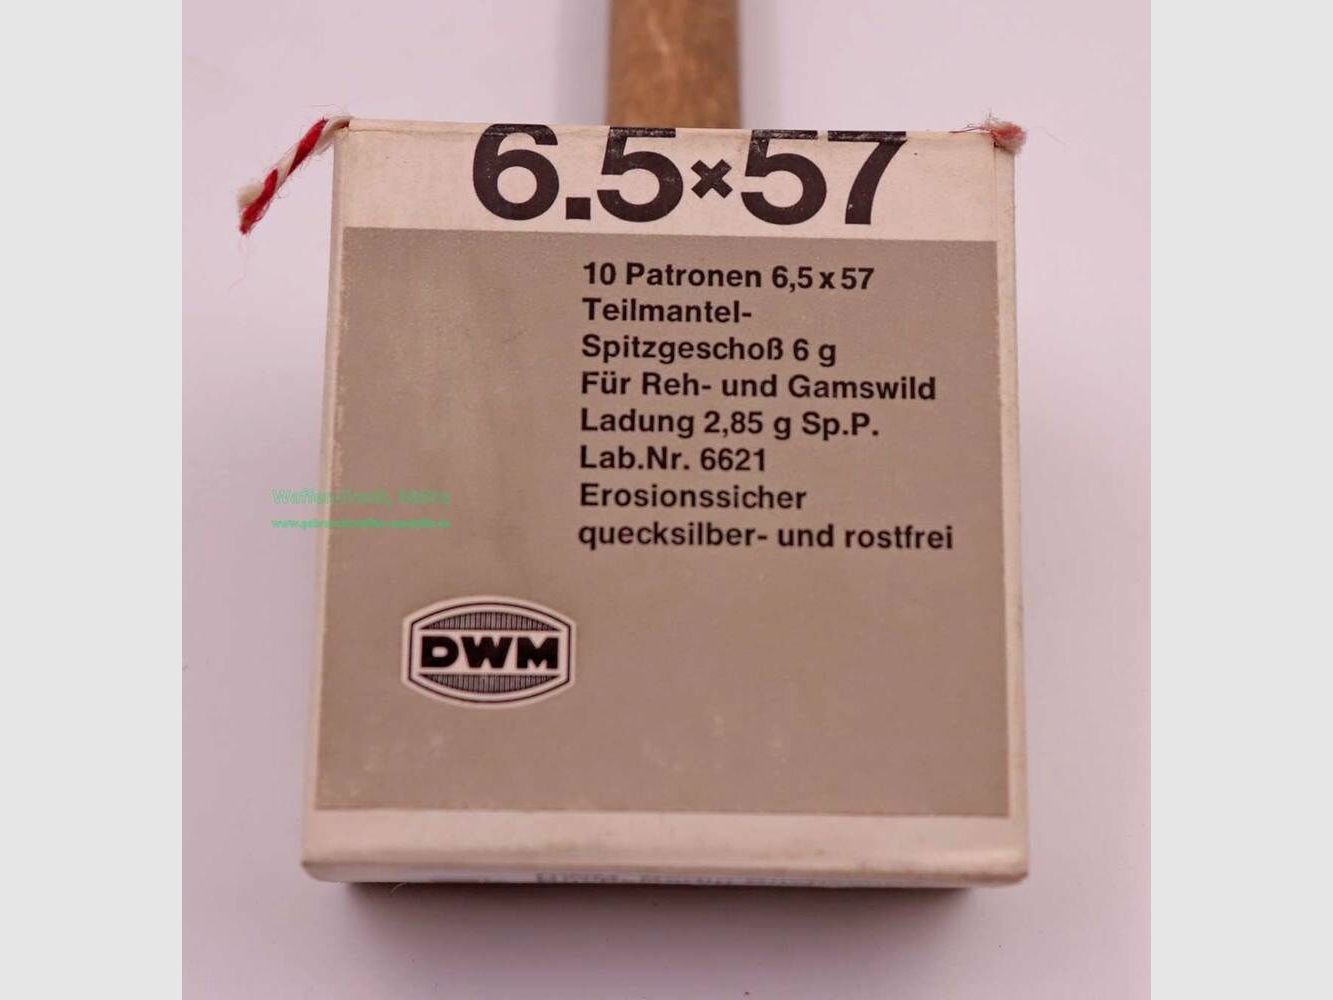 6.5×57
10 Patronen 6,5 x 57
Teilmantel-
Spitzgeschoß 6 g
Für Reh- und Gamswild
Ladung 2,85 g Sp.P.
Lab.Nr. 6621
Erosionssicher
quecksilber- und rostfrei
DWM